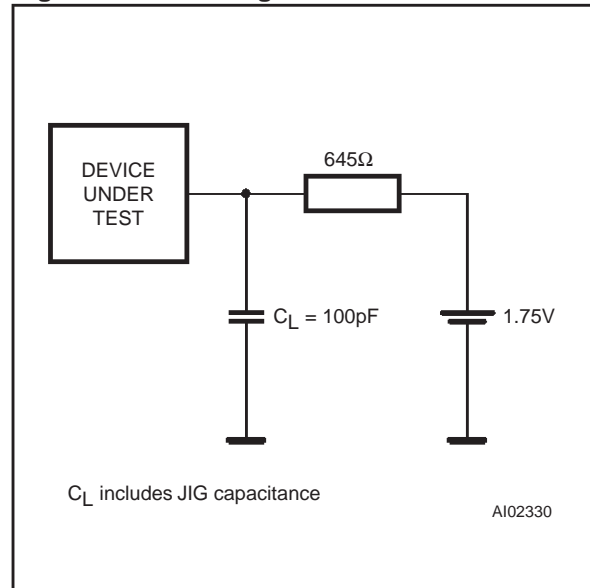 DEVICE
UNDER
TEST
645Ω
CL = 100pF
1.75V
CL includes JIG capacitance
AI02330